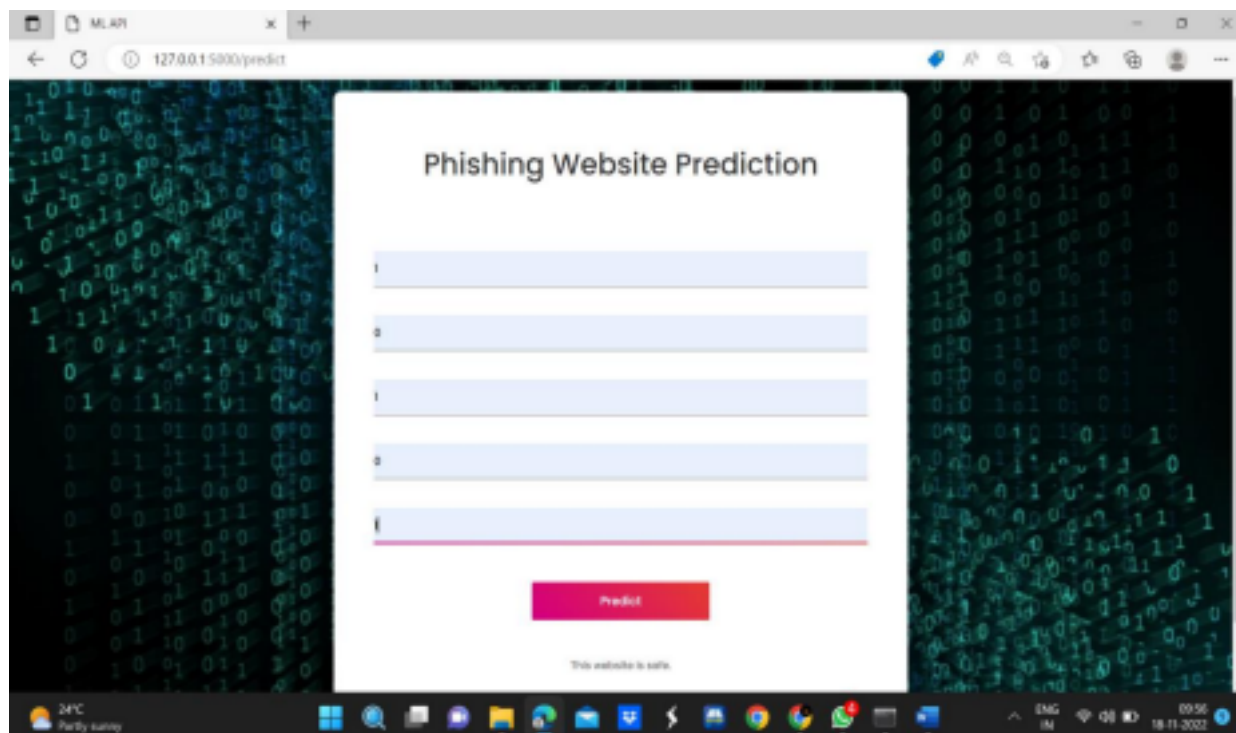 ML API
127.0.0.1:5000/predict
Phishing Website Prediction
1
0
1
0
1
Predict
This website is safe.
24°C
Partly sunny
4
ENG
IN
09:56
18-11-2022